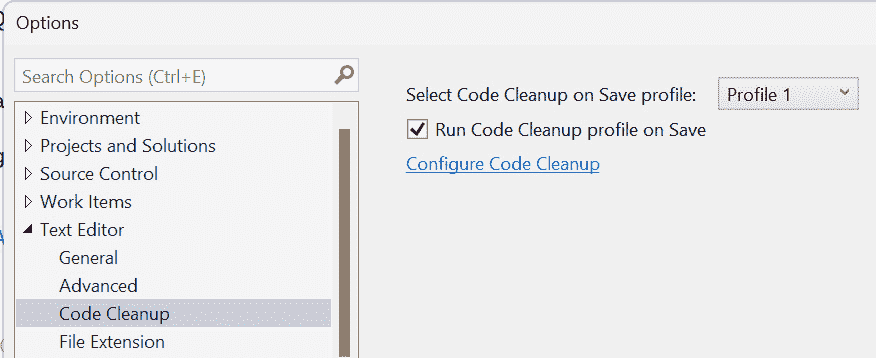 Options
Search Options (Ctrl+E)
Environment
Projects and Solutions
Source Control
Work Items
Text Editor
General
Advanced
Code Cleanup
File Extension
Select Code Cleanup on Save profile: Profile 1
Run Code Cleanup profile on Save
Configure Code Cleanup